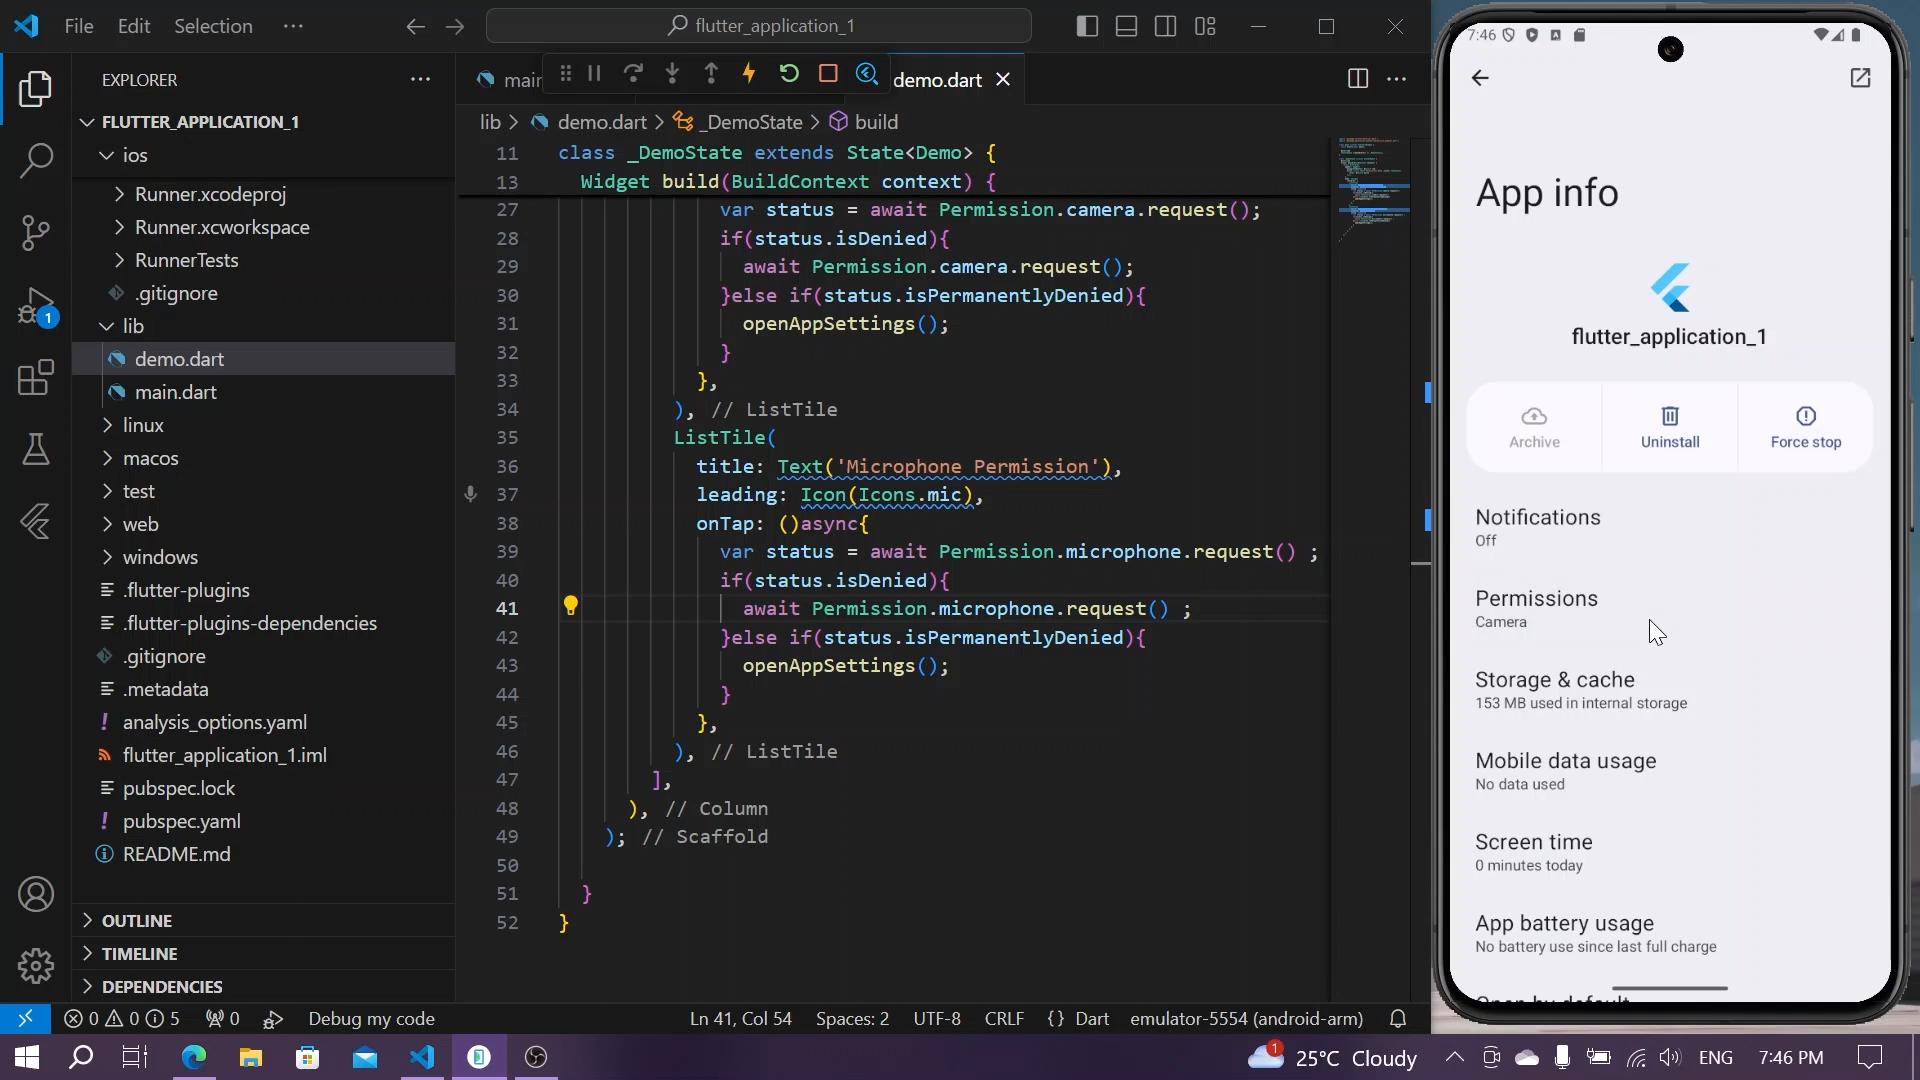 File Edit Selection ···
flutter_application_1
EXPLORER
FLUTTER_APPLICATION_1
ios
Runner.xcodeproj
Runner.xcworkspace
RunnerTests
.gitignore
lib
demo.dart
main.dart
linux
macos
test
web
windows
.flutter-plugins
.flutter-plugins-dependencies
.gitignore
.metadata
analysis_options.yaml
flutter_application_1.iml
pubspec.lock
pubspec.yaml
README.md
OUTLINE
TIMELINE
DEPENDENCIES
1
demo.dart
lib > demo.dart > _DemoState > build
11 class _DemoState extends State<Demo> {
13 Widget build(BuildContext context) {
27 var status = await Permission.camera.request();
28 if(status.isDenied){
29 await Permission.camera.request();
30 }else if(status.isPermanentlyDenied){
31 openAppSettings();
32 }
33 },
34 ), // ListTile
35 ListTile(
36 title: Text('Microphone Permission'),
37 leading: Icon(Icons.mic),
38 onTap: ()async{
39 var status = await Permission.microphone.request() ;
40 if(status.isDenied){
41 await Permission.microphone.request() ;
42 }else if(status.isPermanentlyDenied){
43 openAppSettings();
44 }
45 },
46 ), // ListTile
47 ],
48 ), // Column
49 ); // Scaffold
50
51 }
52 }
0 0 5 0 Debug my code Ln 41, Col 54 Spaces: 2 UTF-8 CRLF {} Dart emulator-5554 (android-arm)
7:46
App info
flutter_application_1
Archive Uninstall Force stop
Notifications
Off
Permissions
Camera
Storage & cache
153 MB used in internal storage
Mobile data usage
No data used
Screen time
0 minutes today
App battery usage
No battery use since last full charge
Open by default
1 25°C Cloudy ENG 7:46 PM